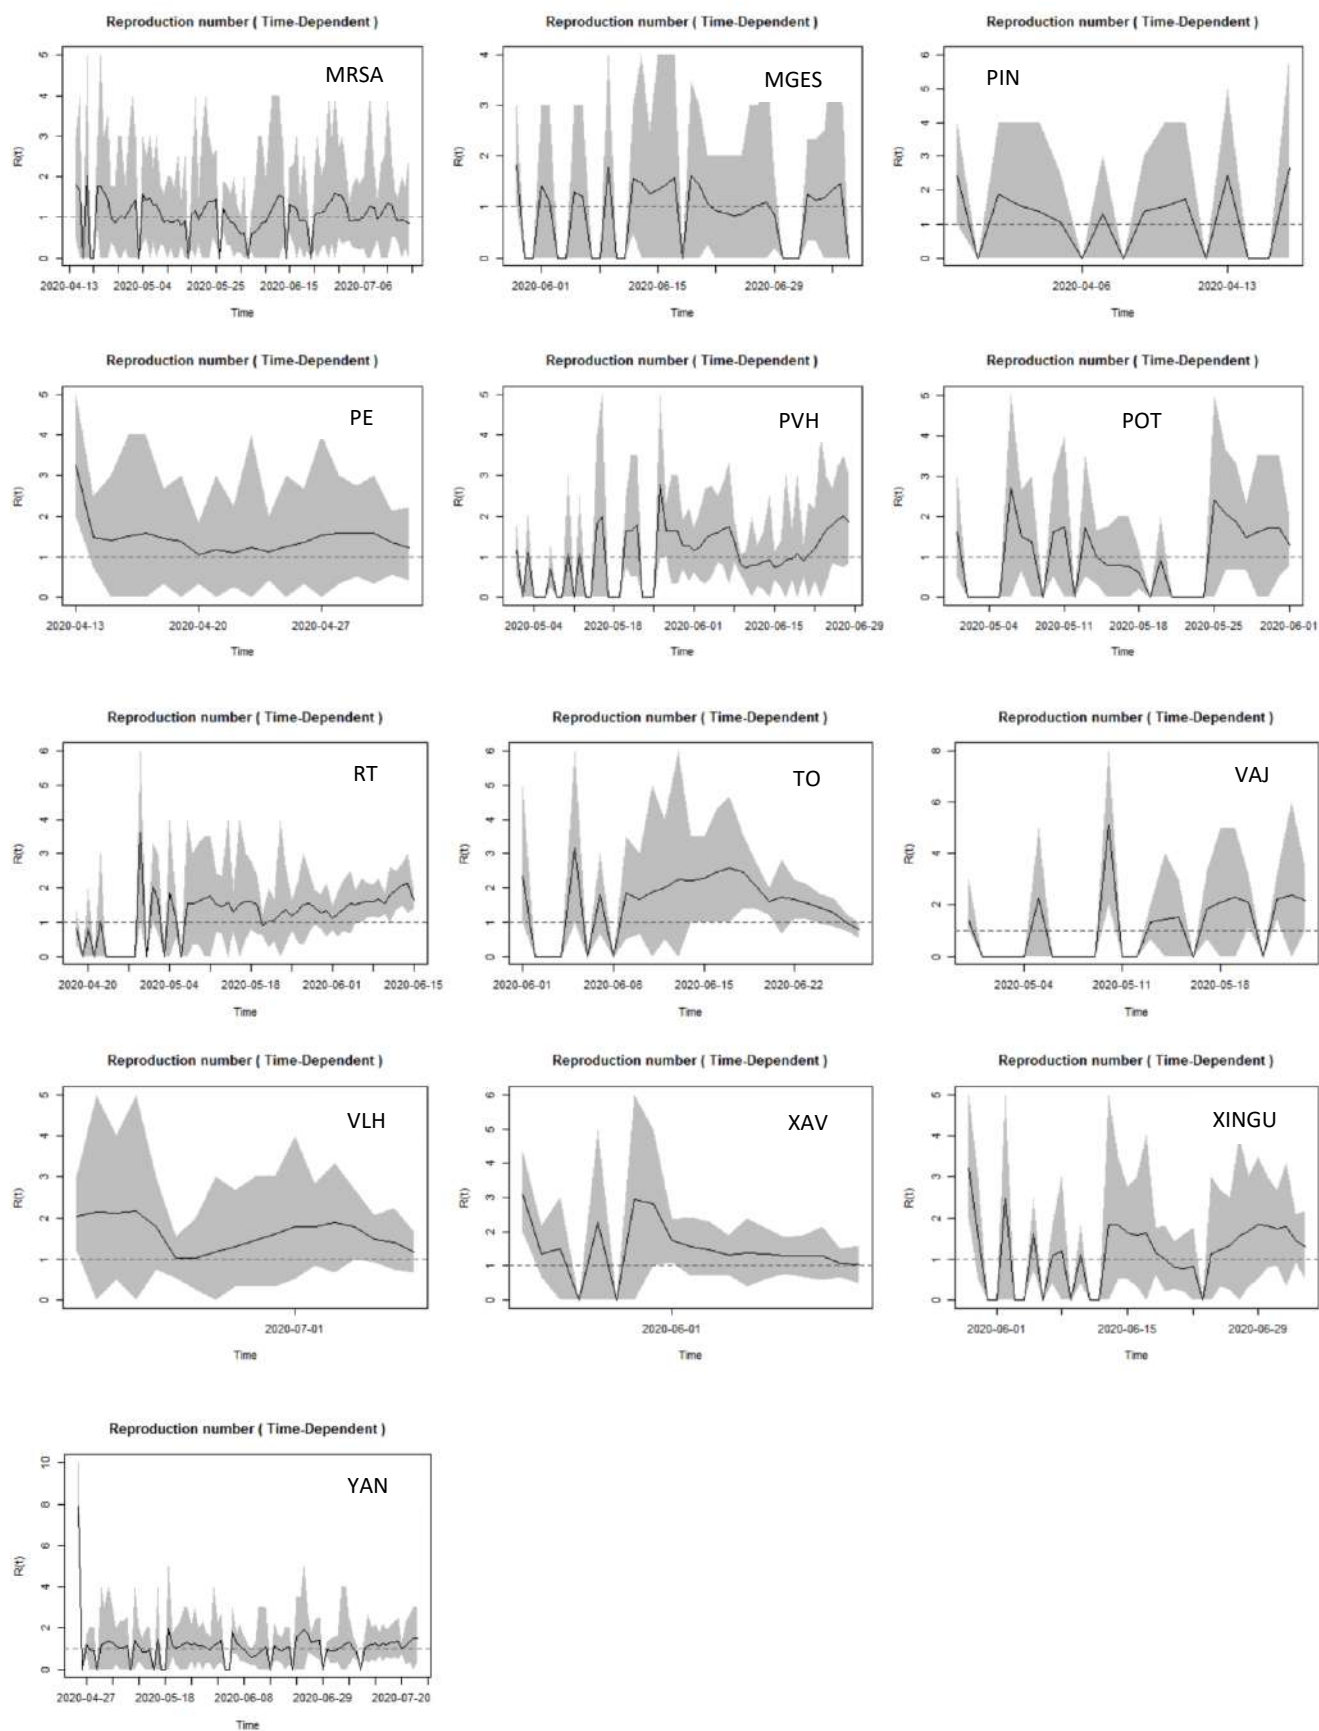 Reproduction number ( Time-Dependent )
MRSA
R(t)
0 1 2 3 4 5
2020-04-13 2020-05-04 2020-05-25 2020-06-15 2020-07-06
Time
Reproduction number ( Time-Dependent )
MGES
R(t)
0 1 2 3 4
2020-06-01 2020-06-15 2020-06-29
Time
Reproduction number ( Time-Dependent )
PIN
R(t)
0 1 2 3 4 5 6
2020-04-06 2020-04-13
Time
Reproduction number ( Time-Dependent )
PE
R(t)
0 1 2 3 4 5
2020-04-13 2020-04-20 2020-04-27
Time
Reproduction number ( Time-Dependent )
PVH
R(t)
0 1 2 3 4 5
2020-05-04 2020-05-18 2020-06-01 2020-06-15 2020-06-29
Time
Reproduction number ( Time-Dependent )
POT
R(t)
0 1 2 3 4 5
2020-05-04 2020-05-11 2020-05-18 2020-05-25 2020-06-01
Time
Reproduction number ( Time-Dependent )
RT
R(t)
0 1 2 3 4 5 6
2020-04-20 2020-05-04 2020-05-18 2020-06-01 2020-06-15
Time
Reproduction number ( Time-Dependent )
TO
R(t)
0 1 2 3 4 5 6
2020-06-01 2020-06-08 2020-06-15 2020-06-22
Time
Reproduction number ( Time-Dependent )
VAJ
R(t)
0 2 4 6 8
2020-05-04 2020-05-11 2020-05-18
Time
Reproduction number ( Time-Dependent )
VLH
R(t)
0 1 2 3 4 5
2020-07-01
Time
Reproduction number ( Time-Dependent )
XAV
R(t)
0 1 2 3 4 5 6
2020-06-01
Time
Reproduction number ( Time-Dependent )
XINGU
R(t)
0 1 2 3 4 5
2020-06-01 2020-06-15 2020-06-29
Time
Reproduction number ( Time-Dependent )
YAN
R(t)
0 2 4 6 8 10
2020-04-27 2020-05-18 2020-06-08 2020-06-29 2020-07-20
Time